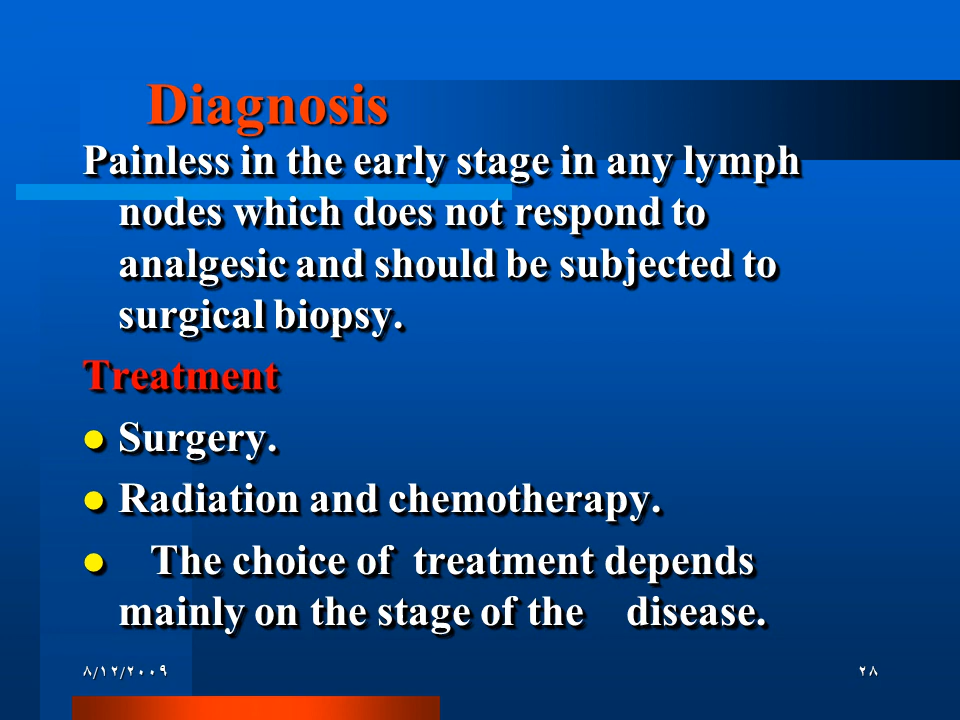 Diagnosis
Painless in the early stage in any lymph
nodes which does not respond to
analgesic and should be subjected to
surgical biopsy.
Treatment
● Surgery.
● Radiation and chemotherapy.
● The choice of treatment depends
mainly on the stage of the disease.
٨/١٢/٢٠٠٩ ٢٨